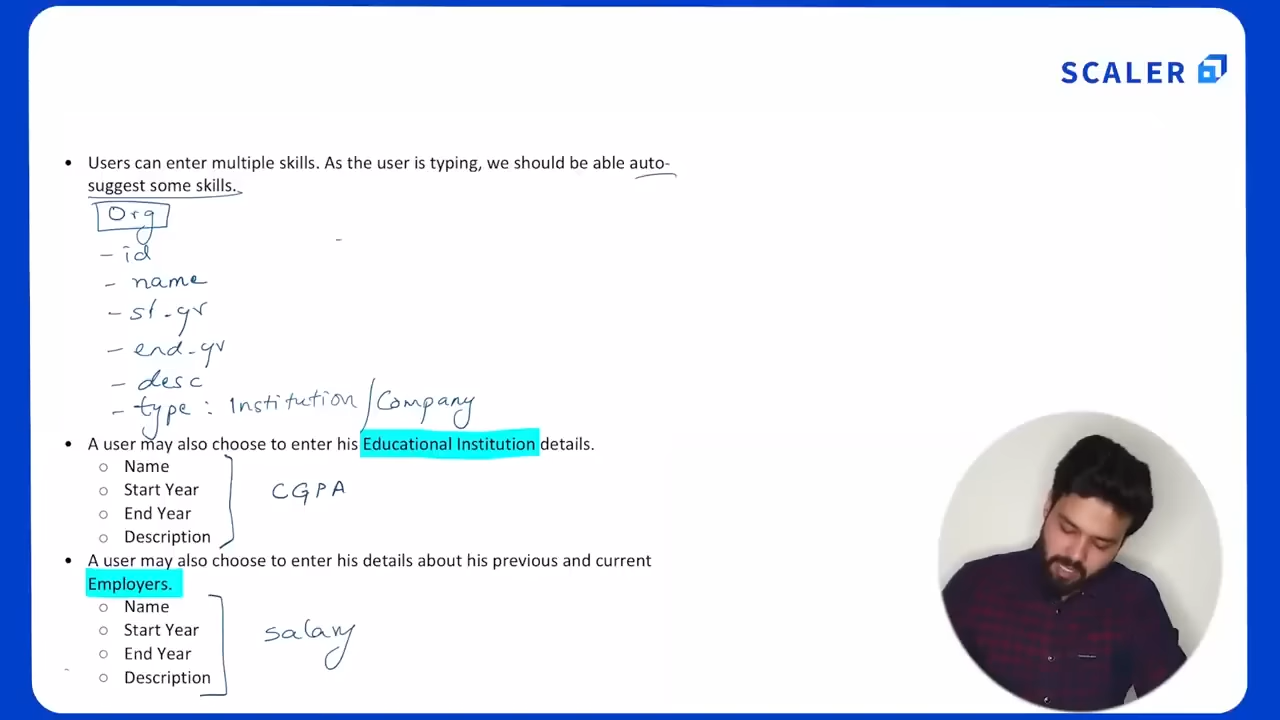 SCALER
• Users can enter multiple skills. As the user is typing, we should be able auto-
suggest some skills.
Org
- id
- name
- st-yr
- end-yr
- desc
- type : Institution / Company
• A user may also choose to enter his Educational Institution details.
○ Name
○ Start Year
CGPA
○ End Year
○ Description
• A user may also choose to enter his details about his previous and current
Employers.
○ Name
○ Start Year
salary
○ End Year
○ Description